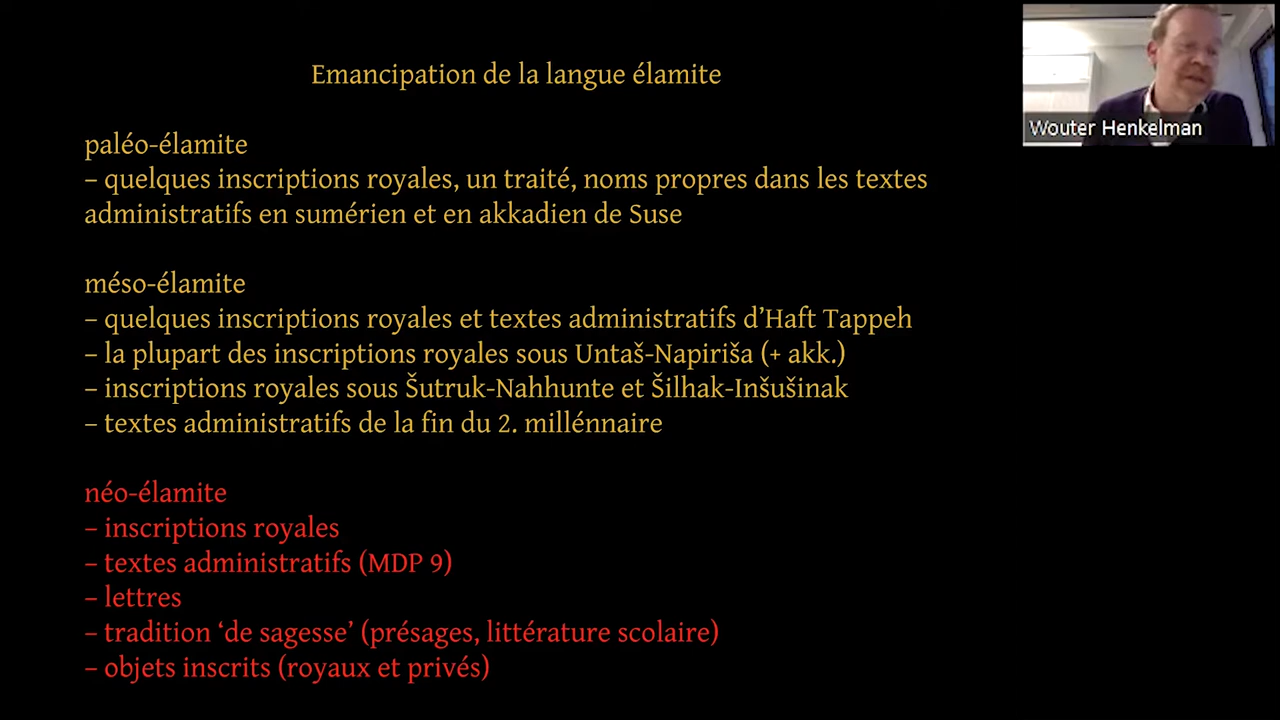 Emancipation de la langue élamite
Wouter Henkelman
paléo-élamite
– quelques inscriptions royales, un traité, noms propres dans les textes
administratifs en sumérien et en akkadien de Suse
méso-élamite
– quelques inscriptions royales et textes administratifs d’Haft Tappeh
– la plupart des inscriptions royales sous Untaš-Napiriša (+ akk.)
– inscriptions royales sous Šutruk-Nahhunte et Šilhak-Inšušinak
– textes administratifs de la fin du 2. millénnaire
néo-élamite
– inscriptions royales
– textes administratifs (MDP 9)
– lettres
– tradition ‘de sagesse’ (présages, littérature scolaire)
– objets inscrits (royaux et privés)